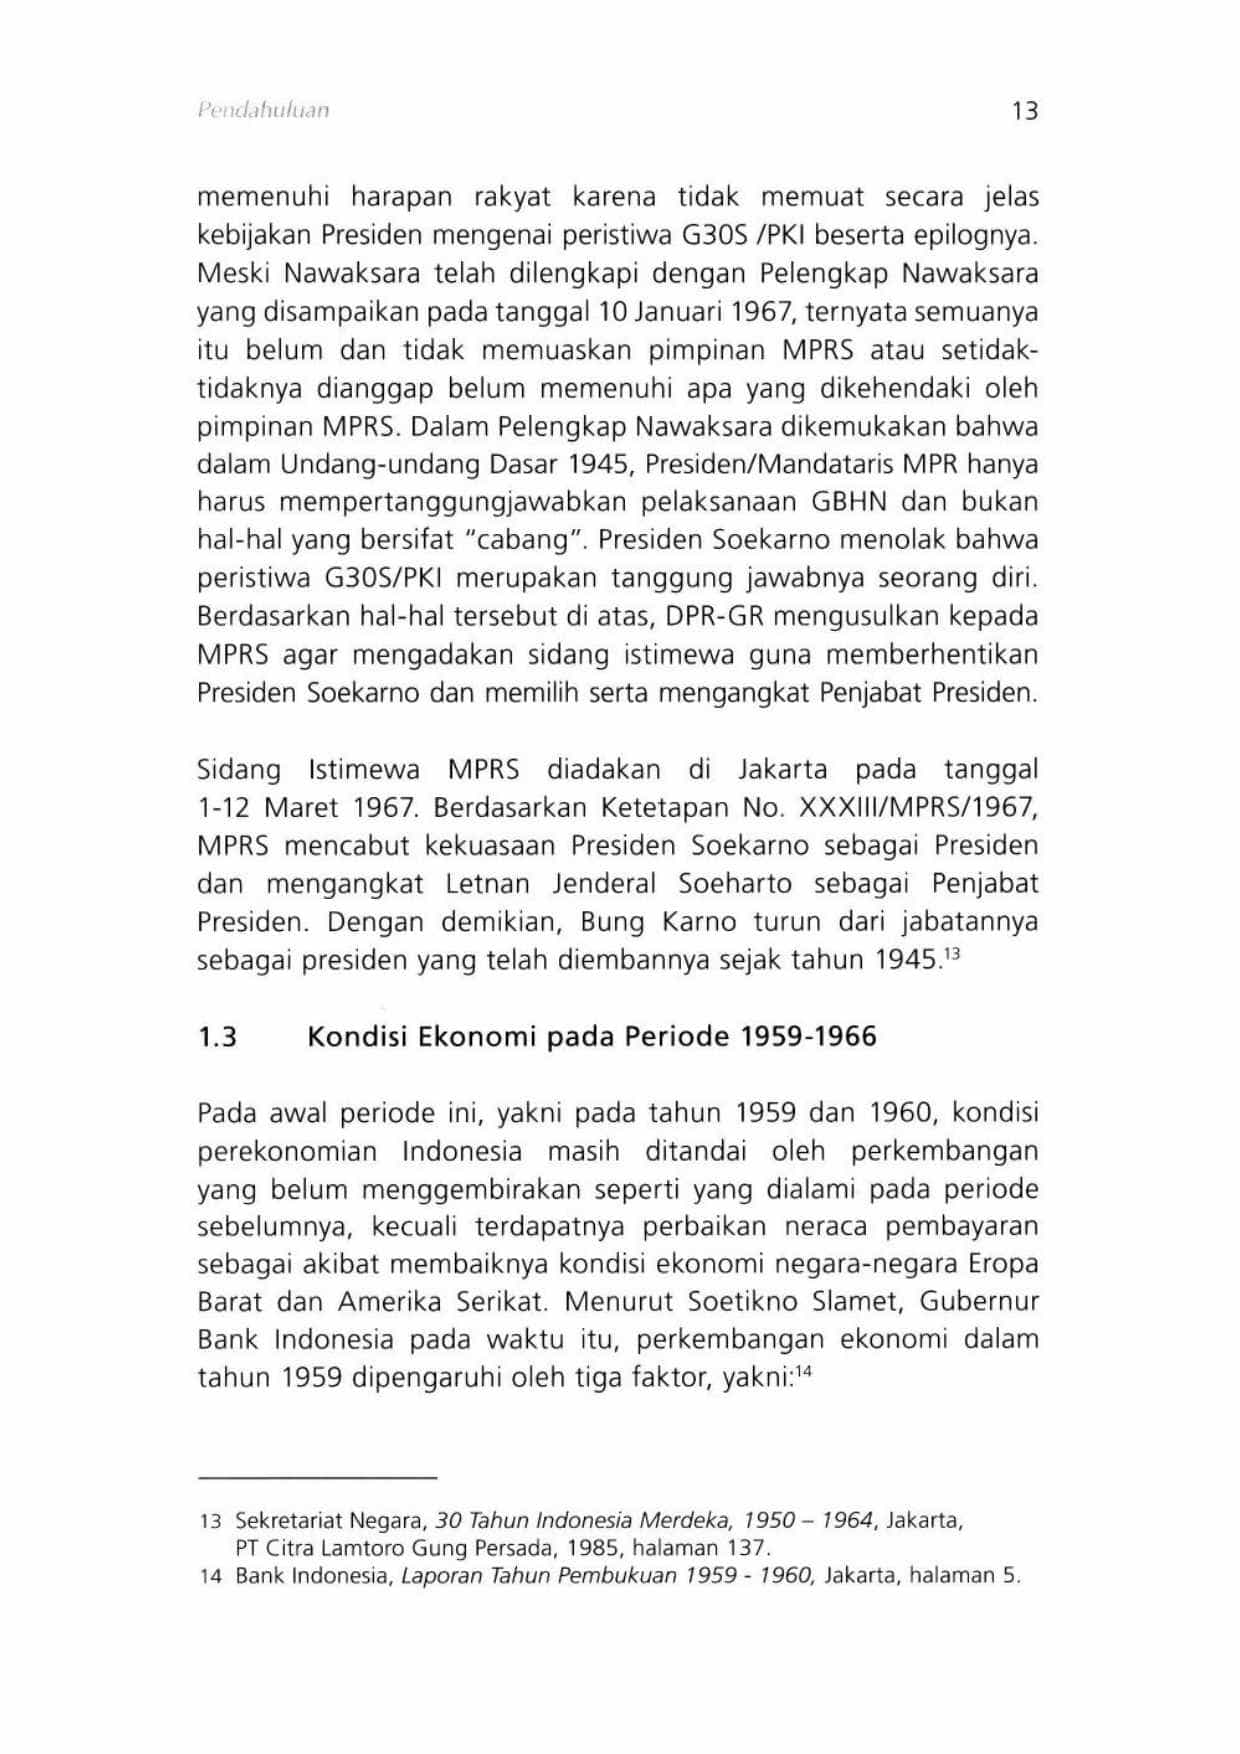 Pendahuluan 13
memenuhi harapan rakyat karena tidak memuat secara jelas
kebijakan Presiden mengenai peristiwa G30S /PKI beserta epilognya.
Meski Nawaksara telah dilengkapi dengan Pelengkap Nawaksara
yang disampaikan pada tanggal 10 Januari 1967, ternyata semuanya
itu belum dan tidak memuaskan pimpinan MPRS atau setidak-
tidaknya dianggap belum memenuhi apa yang dikehendaki oleh
pimpinan MPRS. Dalam Pelengkap Nawaksara dikemukakan bahwa
dalam Undang-undang Dasar 1945, Presiden/Mandataris MPR hanya
harus mempertanggungjawabkan pelaksanaan GBHN dan bukan
hal-hal yang bersifat “cabang”. Presiden Soekarno menolak bahwa
peristiwa G30S/PKI merupakan tanggung jawabnya seorang diri.
Berdasarkan hal-hal tersebut di atas, DPR-GR mengusulkan kepada
MPRS agar mengadakan sidang istimewa guna memberhentikan
Presiden Soekarno dan memilih serta mengangkat Penjabat Presiden.
Sidang Istimewa MPRS diadakan di Jakarta pada tanggal
1-12 Maret 1967. Berdasarkan Ketetapan No. XXXIII/MPRS/1967,
MPRS mencabut kekuasaan Presiden Soekarno sebagai Presiden
dan mengangkat Letnan Jenderal Soeharto sebagai Penjabat
Presiden. Dengan demikian, Bung Karno turun dari jabatannya
sebagai presiden yang telah diembannya sejak tahun 1945.¹³
1.3 Kondisi Ekonomi pada Periode 1959-1966
Pada awal periode ini, yakni pada tahun 1959 dan 1960, kondisi
perekonomian Indonesia masih ditandai oleh perkembangan
yang belum menggembirakan seperti yang dialami pada periode
sebelumnya, kecuali terdapatnya perbaikan neraca pembayaran
sebagai akibat membaiknya kondisi ekonomi negara-negara Eropa
Barat dan Amerika Serikat. Menurut Soetikno Slamet, Gubernur
Bank Indonesia pada waktu itu, perkembangan ekonomi dalam
tahun 1959 dipengaruhi oleh tiga faktor, yakni:¹⁴
13 Sekretariat Negara, 30 Tahun Indonesia Merdeka, 1950 – 1964, Jakarta,
PT Citra Lamtoro Gung Persada, 1985, halaman 137.
14 Bank Indonesia, Laporan Tahun Pembukuan 1959 - 1960, Jakarta, halaman 5.